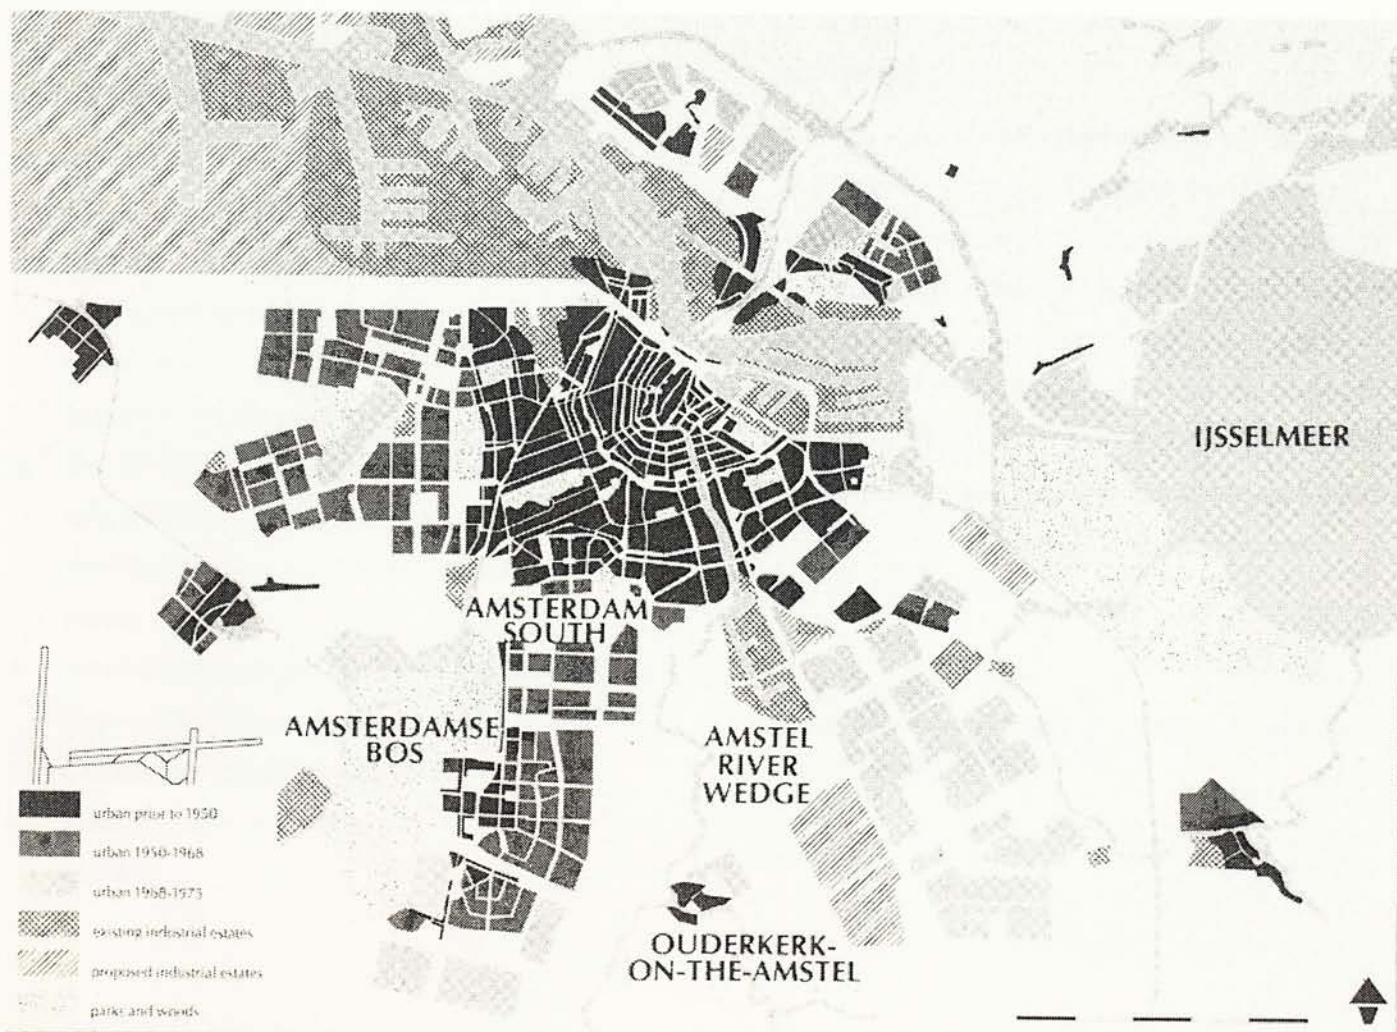 IJSSELMEER
AMSTERDAM
SOUTH
AMSTERDAMSE
BOS
AMSTEL
RIVER
WEDGE
OUDERKERK-
ON-THE-AMSTEL
urban prior to 1950
urban 1950-1968
urban 1968-1973
existing industrial estates
proposed industrial estates
parks and woods